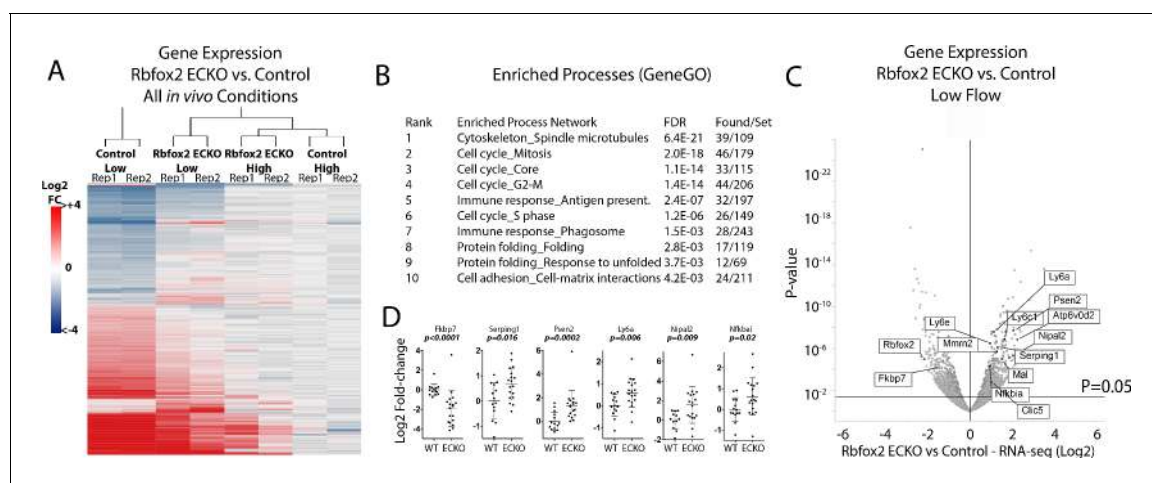 A
Gene Expression
Rbfox2 ECKO vs. Control
All in vivo Conditions
Control
Low
Rbfox2 ECKO
Low
Rbfox2 ECKO
High
Control
High
Rep1 Rep2 Rep1 Rep2 Rep1 Rep2 Rep1 Rep2
Log2
FC
>+4
0
<-4
B
Enriched Processes (GeneGO)
Rank Enriched Process Network FDR Found/Set
1 Cytoskeleton_Spindle microtubules 6.4E-21 39/109
2 Cell cycle_Mitosis 2.0E-18 46/179
3 Cell cycle_Core 1.1E-14 33/115
4 Cell cycle_G2-M 1.4E-14 44/206
5 Immune response_Antigen present. 2.4E-07 32/197
6 Cell cycle_S phase 1.2E-06 26/149
7 Immune response_Phagosome 1.5E-03 28/243
8 Protein folding_Folding 2.8E-03 17/119
9 Protein folding_Response to unfolded 3.7E-03 12/69
10 Cell adhesion_Cell-matrix interactions 4.2E-03 24/211
C
Gene Expression
Rbfox2 ECKO vs. Control
Low Flow
P-value
10-22
10-18
10-14
10-10
10-6
10-2
Ly6a
Psen2
Ly6c1
Atp6v0d2
Ly6e
Nipal2
Rbfox2
Mmrn2
Serping1
Fkbp7
Mal
Nfkbia
Clic5
P=0.05
-6 -4 -2 0 2 4 6
Rbfox2 ECKO vs Control - RNA-seq (Log2)
D
Log2 Fold-change
Fkbp7 Serping1 Psen2 Ly6a Nipal2 Nfkbai
p<0.0001 p=0.016 p=0.0002 p=0.006 p=0.009 p=0.02
WT ECKO WT ECKO WT ECKO WT ECKO WT ECKO WT ECKO